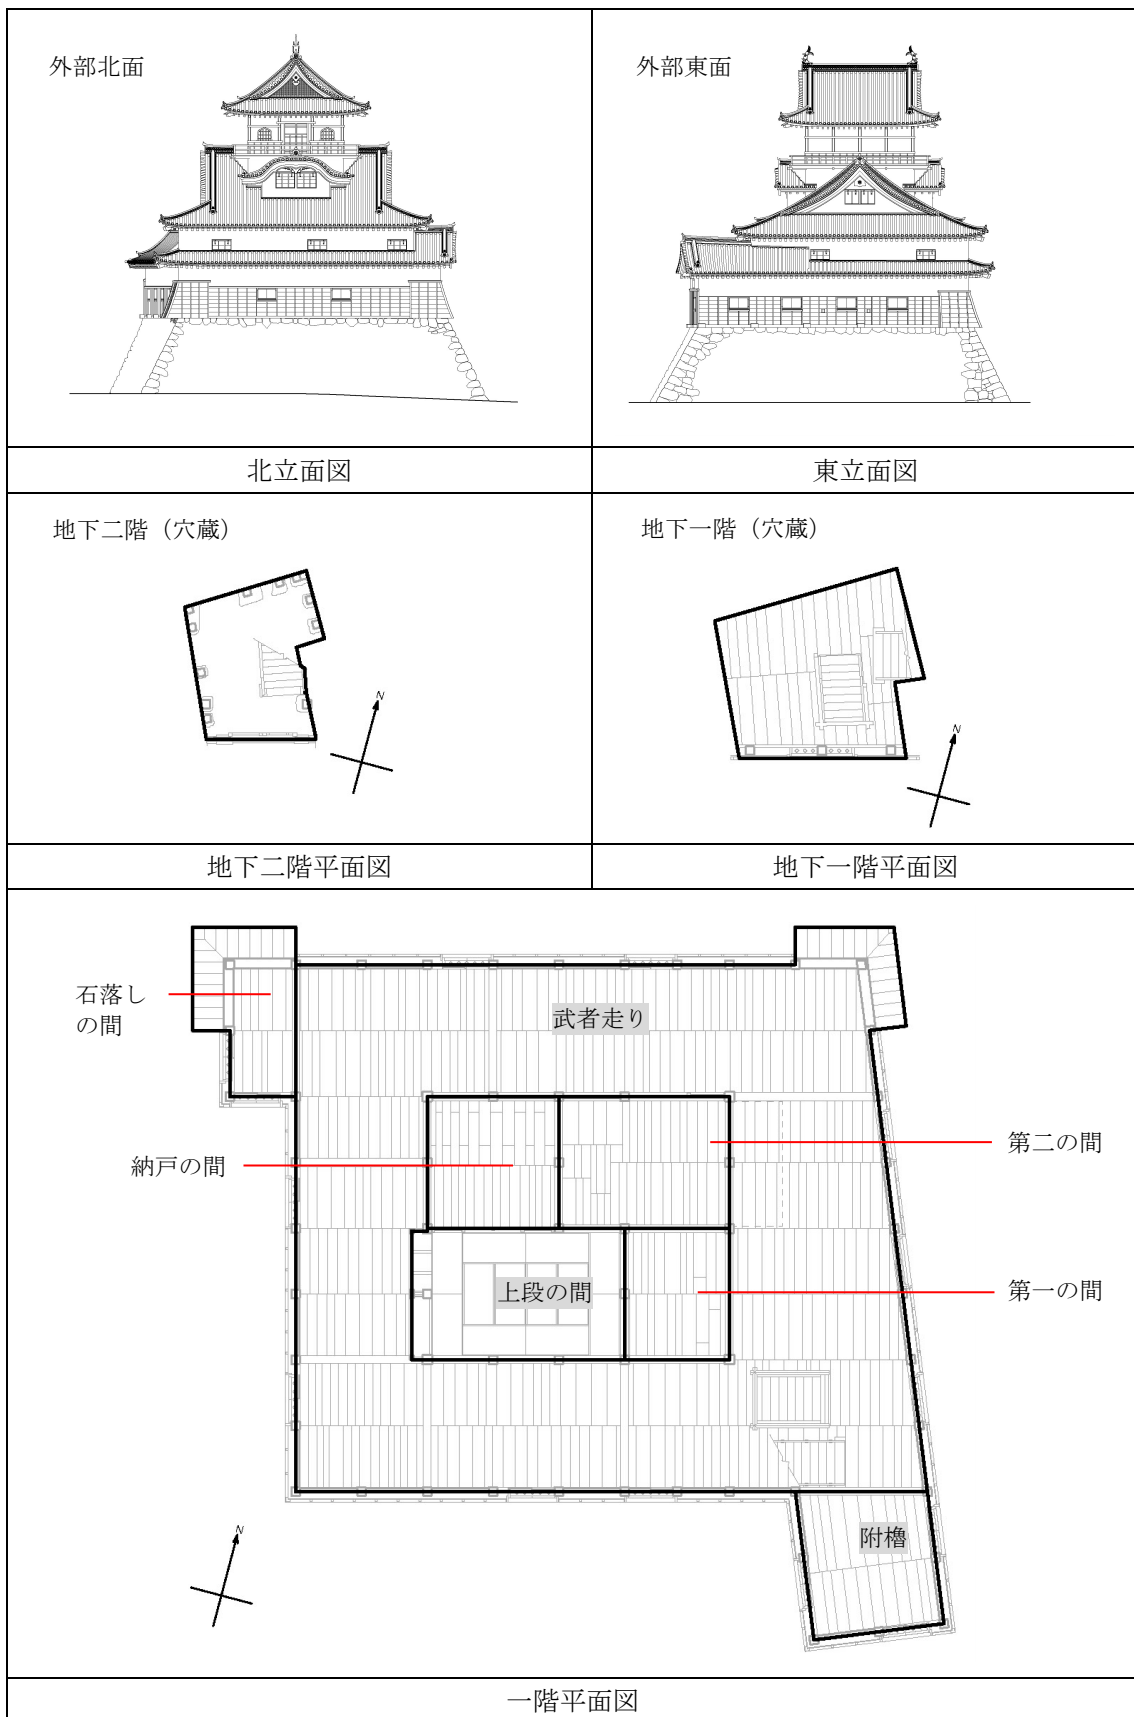 外部北面
外部東面
北立面図
東立面図
地下二階（穴蔵）
N
地下一階（穴蔵）
N
地下二階平面図
地下一階平面図
石落し
の間
武者走り
納戸の間
第二の間
上段の間
第一の間
附櫓
N
一階平面図